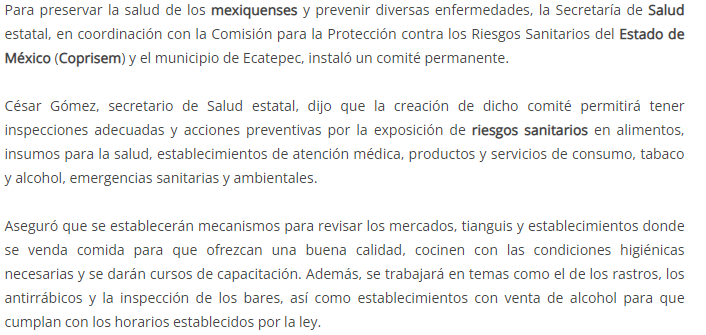 Para preservar la salud de los mexiquenses y prevenir diversas enfermedades, la Secretaría de Salud
estatal, en coordinación con la Comisión para la Protección contra los Riesgos Sanitarios del Estado de
México (Coprisem) y el municipio de Ecatepec, instaló un comité permanente.
César Gómez, secretario de Salud estatal, dijo que la creación de dicho comité permitirá tener
inspecciones adecuadas y acciones preventivas por la exposición de riesgos sanitarios en alimentos,
insumos para la salud, establecimientos de atención médica, productos y servicios de consumo, tabaco
y alcohol, emergencias sanitarias y ambientales.
Aseguró que se establecerán mecanismos para revisar los mercados, tianguis y establecimientos donde
se venda comida para que ofrezcan una buena calidad, cocinen con las condiciones higiénicas
necesarias y se darán cursos de capacitación. Además, se trabajará en temas como el de los rastros, los
antirrábicos y la inspección de los bares, así como establecimientos con venta de alcohol para que
cumplan con los horarios establecidos por la ley.